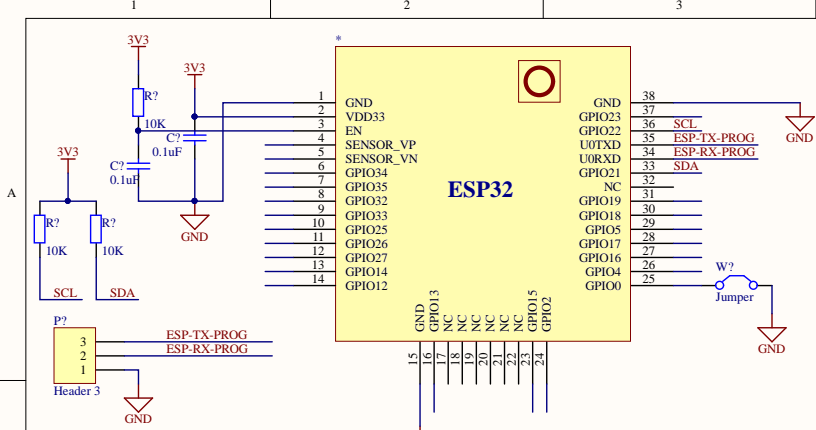 1
2
3
A
3V3
R?
10K
3V3
C?
0.1uF
C?
0.1uF
GND
3V3
R?
10K
R?
10K
SCL
SDA
P?
3
2
1
ESP-TX-PROG
ESP-RX-PROG
Header 3
GND
*
ESP32
1 GND
2 VDD33
3 EN
4 SENSOR_VP
5 SENSOR_VN
6 GPIO34
7 GPIO35
8 GPIO32
9 GPIO33
10 GPIO25
11 GPIO26
12 GPIO27
13 GPIO14
14 GPIO12
GND 15
GPIO13 16
NC 17
NC 18
NC 19
NC 20
NC 21
NC 22
GPIO15 23
GPIO2 24
GND 38
GPIO23 37
GPIO22 36 SCL
U0TXD 35 ESP-TX-PROG
U0RXD 34 ESP-RX-PROG
GPIO21 33 SDA
NC 32
GPIO19 31
GPIO18 30
GPIO5 29
GPIO17 28
GPIO16 27
GPIO4 26
GPIO0 25
GND
W?
Jumper
GND